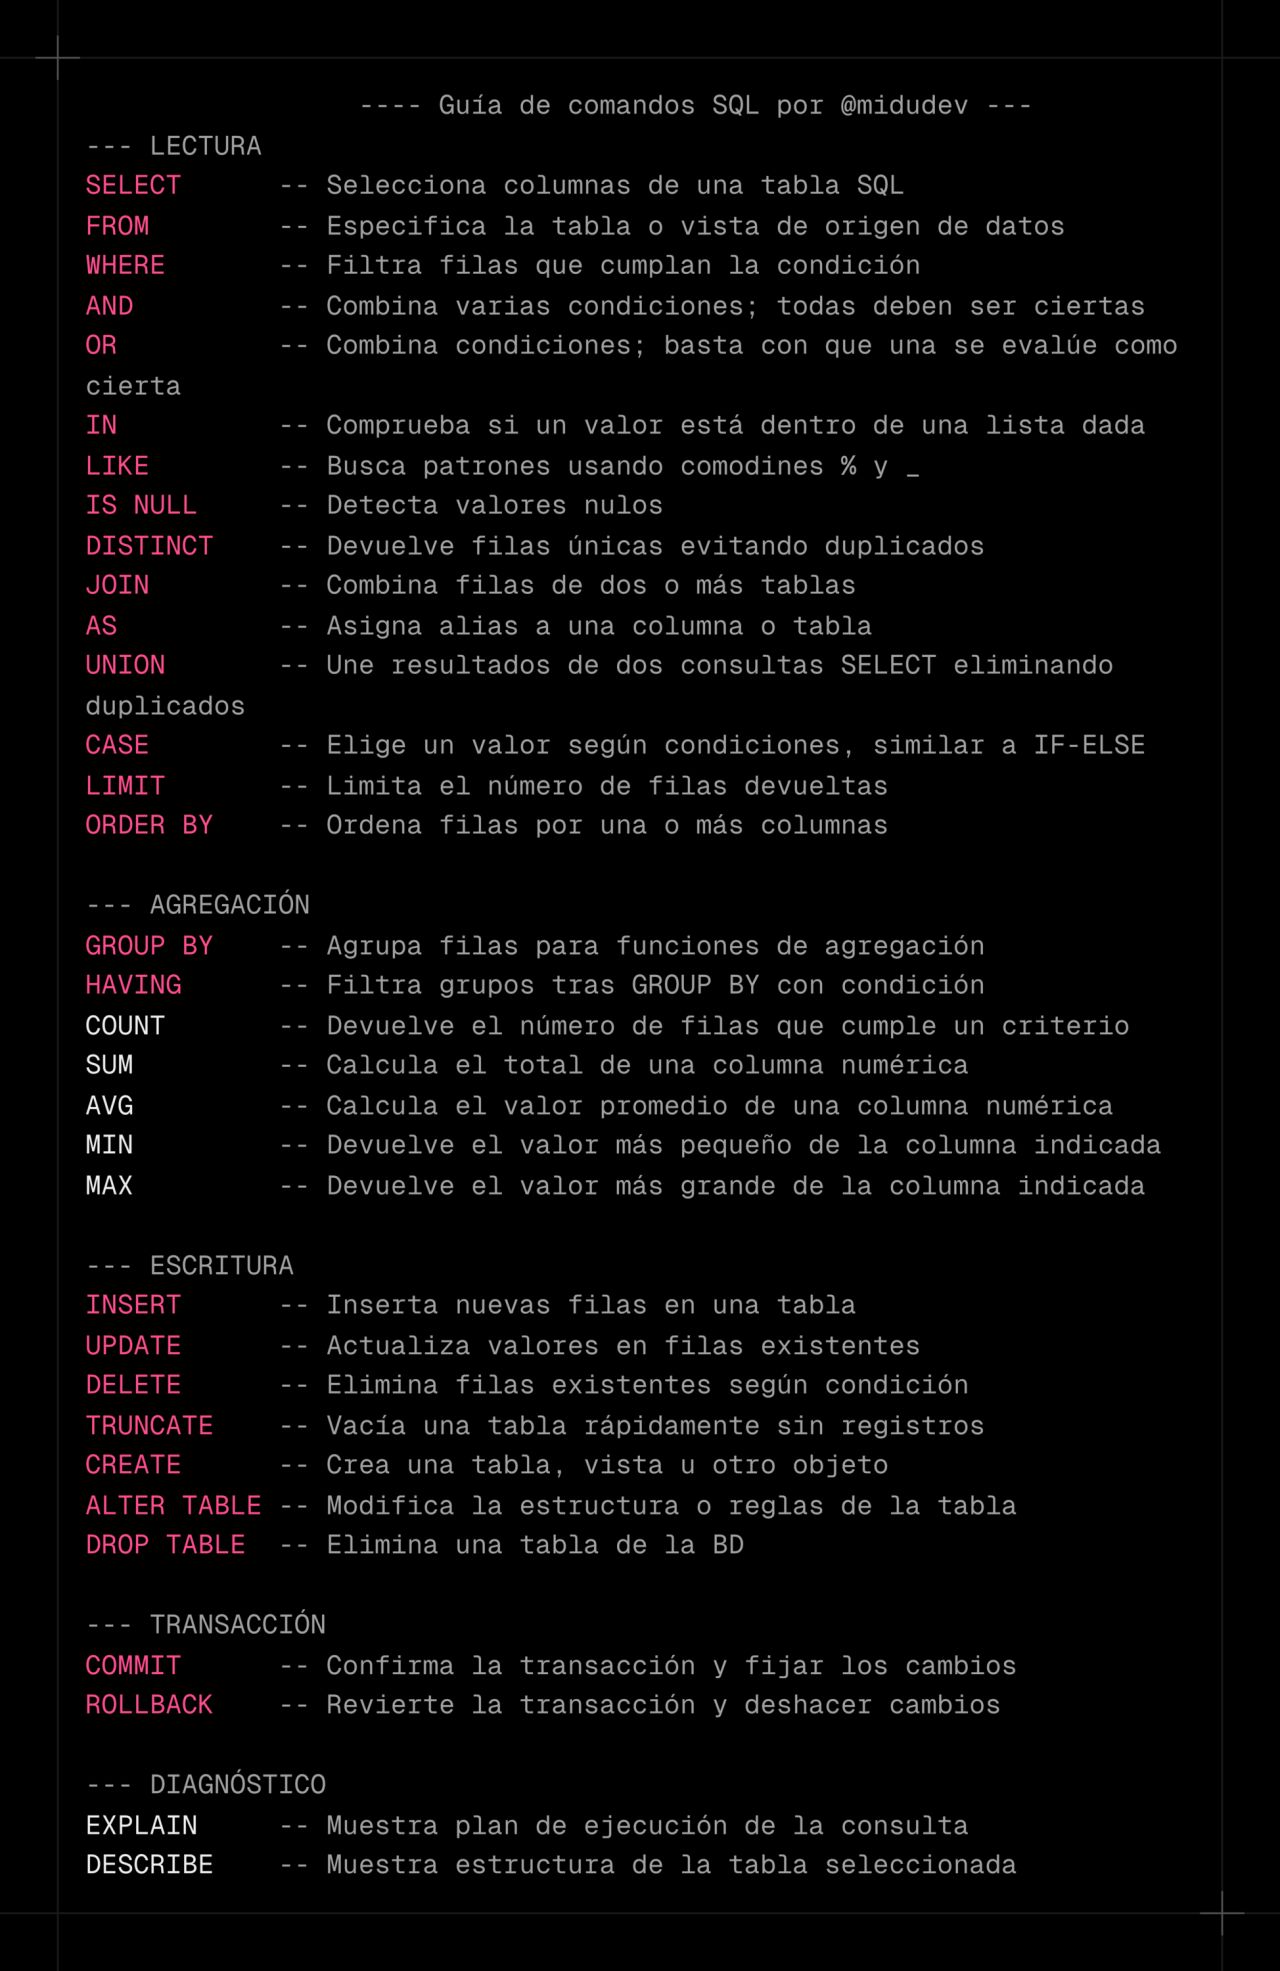 ---- Guía de comandos SQL por @midudev ---
--- LECTURA
SELECT      -- Selecciona columnas de una tabla SQL
FROM        -- Especifica la tabla o vista de origen de datos
WHERE       -- Filtra filas que cumplan la condición
AND         -- Combina varias condiciones; todas deben ser ciertas
OR          -- Combina condiciones; basta con que una se evalúe como
cierta
IN          -- Comprueba si un valor está dentro de una lista dada
LIKE        -- Busca patrones usando comodines % y _
IS NULL     -- Detecta valores nulos
DISTINCT    -- Devuelve filas únicas evitando duplicados
JOIN        -- Combina filas de dos o más tablas
AS          -- Asigna alias a una columna o tabla
UNION       -- Une resultados de dos consultas SELECT eliminando
duplicados
CASE        -- Elige un valor según condiciones, similar a IF-ELSE
LIMIT       -- Limita el número de filas devueltas
ORDER BY    -- Ordena filas por una o más columnas

--- AGREGACIÓN
GROUP BY    -- Agrupa filas para funciones de agregación
HAVING      -- Filtra grupos tras GROUP BY con condición
COUNT       -- Devuelve el número de filas que cumple un criterio
SUM         -- Calcula el total de una columna numérica
AVG         -- Calcula el valor promedio de una columna numérica
MIN         -- Devuelve el valor más pequeño de la columna indicada
MAX         -- Devuelve el valor más grande de la columna indicada

--- ESCRITURA
INSERT      -- Inserta nuevas filas en una tabla
UPDATE      -- Actualiza valores en filas existentes
DELETE      -- Elimina filas existentes según condición
TRUNCATE    -- Vacía una tabla rápidamente sin registros
CREATE      -- Crea una tabla, vista u otro objeto
ALTER TABLE -- Modifica la estructura o reglas de la tabla
DROP TABLE  -- Elimina una tabla de la BD

--- TRANSACCIÓN
COMMIT      -- Confirma la transacción y fijar los cambios
ROLLBACK    -- Revierte la transacción y deshacer cambios

--- DIAGNÓSTICO
EXPLAIN     -- Muestra plan de ejecución de la consulta
DESCRIBE    -- Muestra estructura de la tabla seleccionada